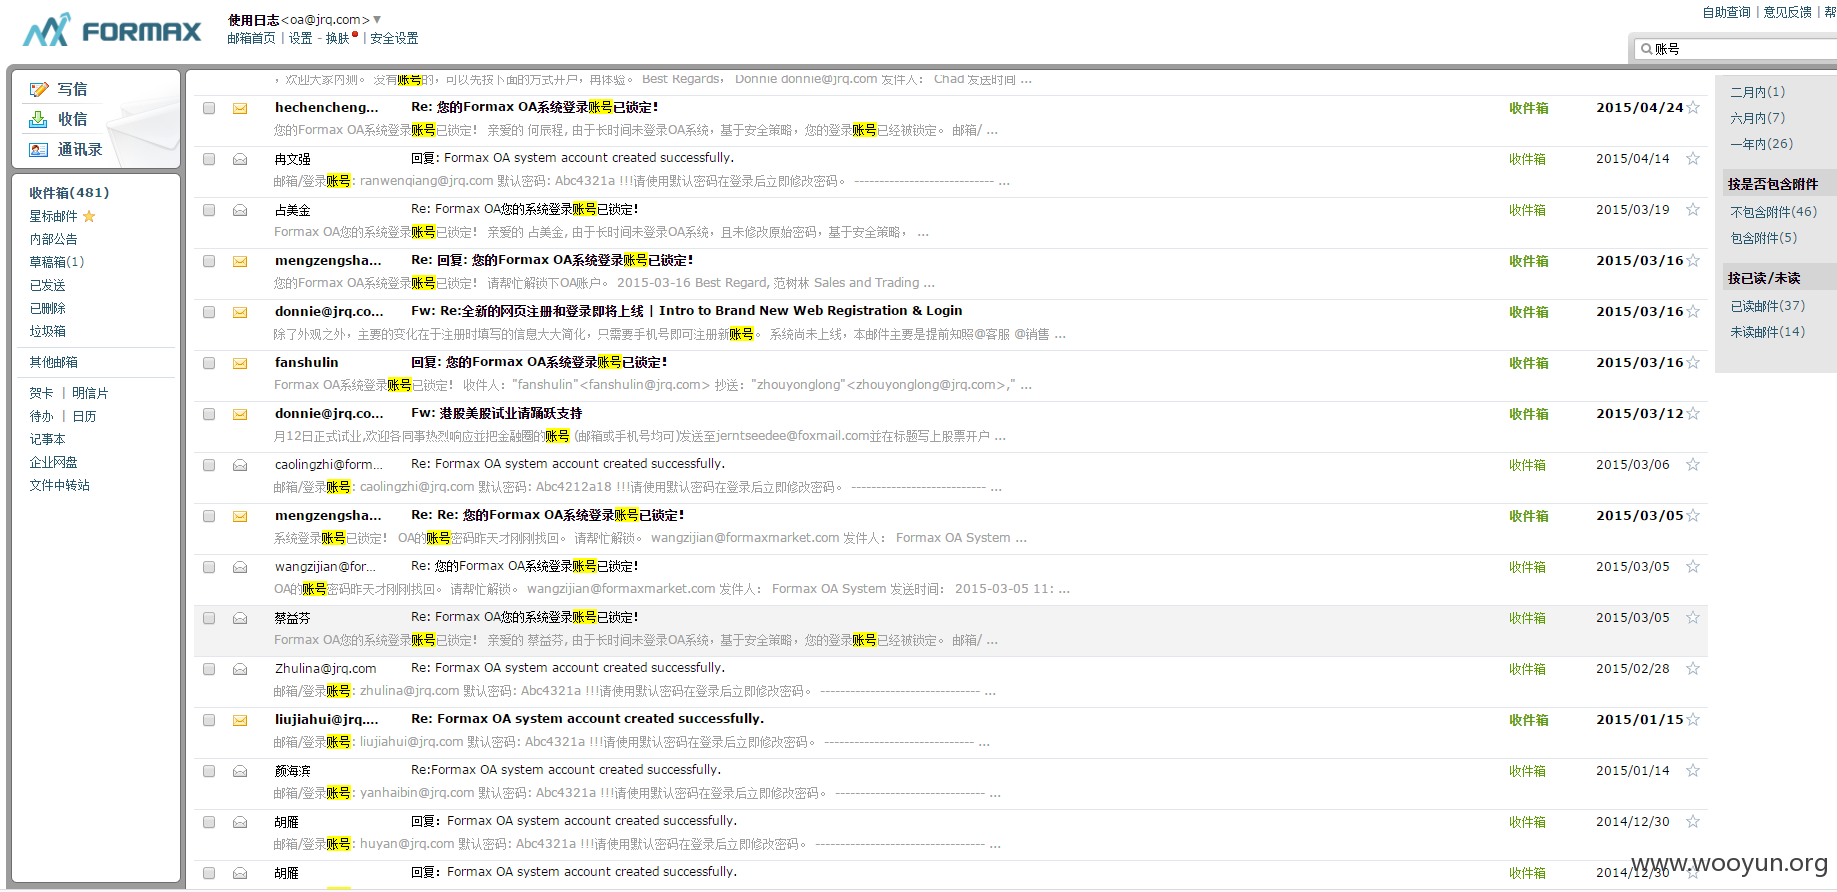 FORMAX
使用日志<oa@jrq.com>
邮箱首页 | 设置 - 换肤 | 安全设置
自助查询 | 意见反馈 | 帮
账号
写信
收信
通讯录
收件箱(481)
星标邮件
内部公告
草稿箱(1)
已发送
已删除
垃圾箱
其他邮箱
贺卡 | 明信片
待办 | 日历
记事本
企业网盘
文件中转站
，欢迎大家内测。 没有账号的，可以先按下面的方式开户，再体验。 Best Regards， Donnie donnie@jrq.com 发件人： Chad 发送时间 ...
hechencheng... Re: 您的Formax OA系统登录账号已锁定! 收件箱 2015/04/24
您的Formax OA系统登录账号已锁定! 亲爱的 何辰程, 由于长时间未登录OA系统，基于安全策略，您的登录账号已经被锁定。 邮箱/ ...
冉文强 回复: Formax OA system account created successfully. 收件箱 2015/04/14
邮箱/登录账号: ranwenqiang@jrq.com 默认密码: Abc4321a !!!请使用默认密码在登录后立即修改密码。 ---------------------------- ...
占美金 Re: Formax OA您的系统登录账号已锁定! 收件箱 2015/03/19
Formax OA您的系统登录账号已锁定! 亲爱的 占美金, 由于长时间未登录OA系统，且未修改原始密码，基于安全策略， ...
mengzengsha... Re: 回复: 您的Formax OA系统登录账号已锁定! 收件箱 2015/03/16
您的Formax OA系统登录账号已锁定! 请帮忙解锁下OA账户。 2015-03-16 Best Regard, 范树林 Sales and Trading ...
donnie@jrq.co... Fw: Re:全新的网页注册和登录即将上线 | Intro to Brand New Web Registration & Login 收件箱 2015/03/16
除了外观之外，主要的变化在于注册时填写的信息大大简化，只需要手机号即可注册新账号。 系统尚未上线，本邮件主要是提前知照@客服 @销售 ...
fanshulin 回复: 您的Formax OA系统登录账号已锁定! 收件箱 2015/03/16
Formax OA系统登录账号已锁定! 收件人: "fanshulin"<fanshulin@jrq.com> 抄送: "zhouyonglong"<zhouyonglong@jrq.com>," ...
donnie@jrq.co... Fw: 港股美股试业请踊跃支持 收件箱 2015/03/12
月12日正式试业,欢迎各同事热烈响应並把金融圈的账号 (邮箱或手机号均可)发送至jerntseedee@foxmail.com並在标题写上股票开户 ...
caolingzhi@form... Re: Formax OA system account created successfully. 收件箱 2015/03/06
邮箱/登录账号: caolingzhi@jrq.com 默认密码: Abc4212a18 !!!请使用默认密码在登录后立即修改密码。 --------------------------- ...
mengzengsha... Re: Re: 您的Formax OA系统登录账号已锁定! 收件箱 2015/03/05
系统登录账号已锁定! OA的账号密码昨天才刚刚找回。 请帮忙解锁。 wangzijian@formaxmarket.com 发件人： Formax OA System ...
wangzijian@for... Re: 您的Formax OA系统登录账号已锁定! 收件箱 2015/03/05
OA的账号密码昨天才刚刚找回。 请帮忙解锁。 wangzijian@formaxmarket.com 发件人： Formax OA System 发送时间： 2015-03-05 11: ...
蔡益芬 Re: Formax OA您的系统登录账号已锁定! 收件箱 2015/03/05
Formax OA您的系统登录账号已锁定! 亲爱的 蔡益芬, 由于长时间未登录OA系统，基于安全策略，您的登录账号已经被锁定。 邮箱/ ...
Zhulina@jrq.com Re: Formax OA system account created successfully. 收件箱 2015/02/28
邮箱/登录账号: zhulina@jrq.com 默认密码: Abc4321a !!!请使用默认密码在登录后立即修改密码。 -------------------------------- ...
liujiahui@jrq.... Re: Formax OA system account created successfully. 收件箱 2015/01/15
邮箱/登录账号: liujiahui@jrq.com 默认密码: Abc4321a !!!请使用默认密码在登录后立即修改密码。 ------------------------------ ...
颜海滨 Re:Formax OA system account created successfully. 收件箱 2015/01/14
邮箱/登录账号: yanhaibin@jrq.com 默认密码: Abc4321a !!!请使用默认密码在登录后立即修改密码。 ------------------------------ ...
胡雁 回复：Formax OA system account created successfully. 收件箱 2014/12/30
邮箱/登录账号: huyan@jrq.com 默认密码: Abc4321a !!!请使用默认密码在登录后立即修改密码。 ---------------------------------- ...
胡雁 回复：Formax OA system account created successfully. 收件箱 2014/12/30
二月内(1)
六月内(7)
一年内(26)
按是否包含附件
不包含附件(46)
包含附件(5)
按已读/未读
已读邮件(37)
未读邮件(14)
www.wooyun.org